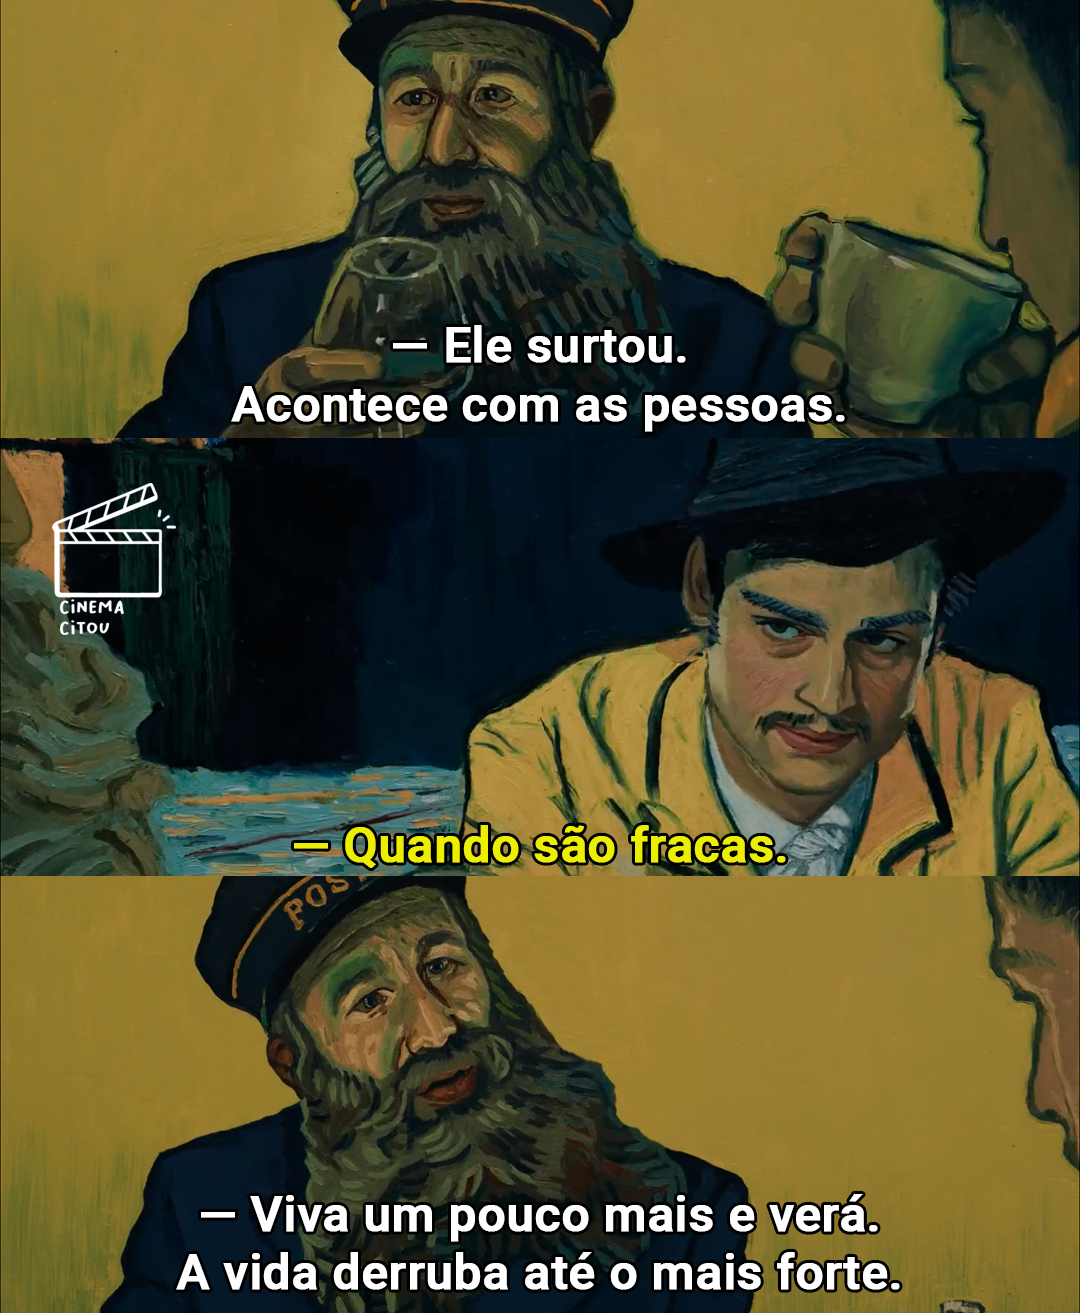 — Ele surtou.
Acontece com as pessoas.
CiNEMA
CiTOU
— Quando são fracas.
POST
— Viva um pouco mais e verá.
A vida derruba até o mais forte.